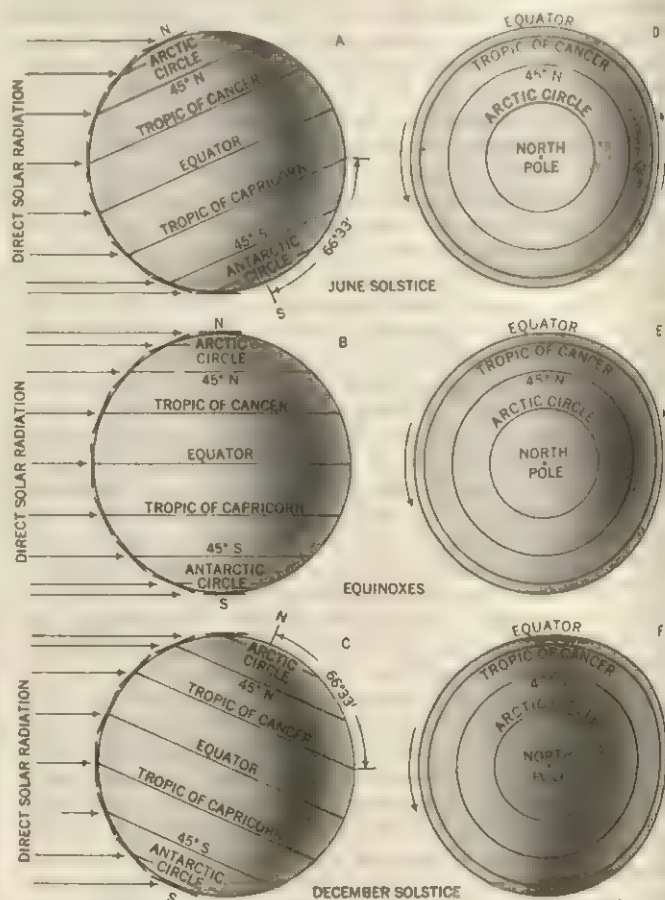 N
A
ARCTIC
CIRCLE
45° N
TROPIC OF CANCER
EQUATOR
TROPIC OF CAPRICORN
45° S
ANTARCTIC
CIRCLE
66°33'
S
DIRECT SOLAR RADIATION
EQUATOR
D
TROPIC OF CANCER
45° N
ARCTIC CIRCLE
NORTH
POLE
JUNE SOLSTICE
N
B
ARCTIC
CIRCLE
45° N
TROPIC OF CANCER
EQUATOR
TROPIC OF CAPRICORN
45° S
ANTARCTIC
CIRCLE
S
DIRECT SOLAR RADIATION
EQUATOR
E
TROPIC OF CANCER
45° N
ARCTIC CIRCLE
NORTH
POLE
EQUINOXES
N
C
ARCTIC
CIRCLE
45° N
66°33'
TROPIC OF CANCER
EQUATOR
TROPIC OF CAPRICORN
45° S
ANTARCTIC
CIRCLE
S
DIRECT SOLAR RADIATION
EQUATOR
F
TROPIC OF CANCER
NORTH
DECEMBER SOLSTICE